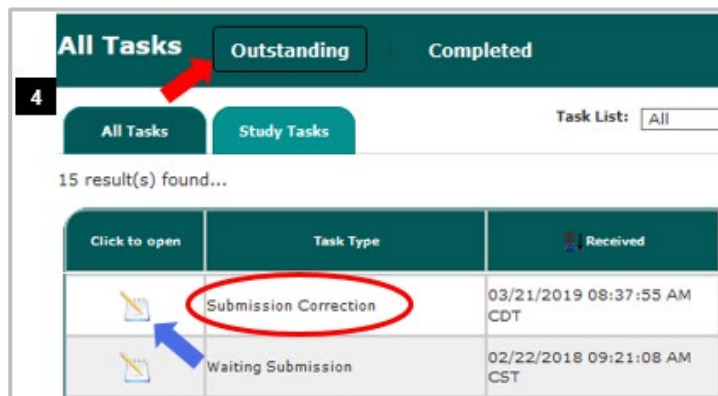 All Tasks Outstanding Completed
4
All Tasks Study Tasks Task List: All
15 result(s) found...
Click to open Task Type Received
Submission Correction 03/21/2019 08:37:55 AM
CDT
Waiting Submission 02/22/2018 09:21:08 AM
CST